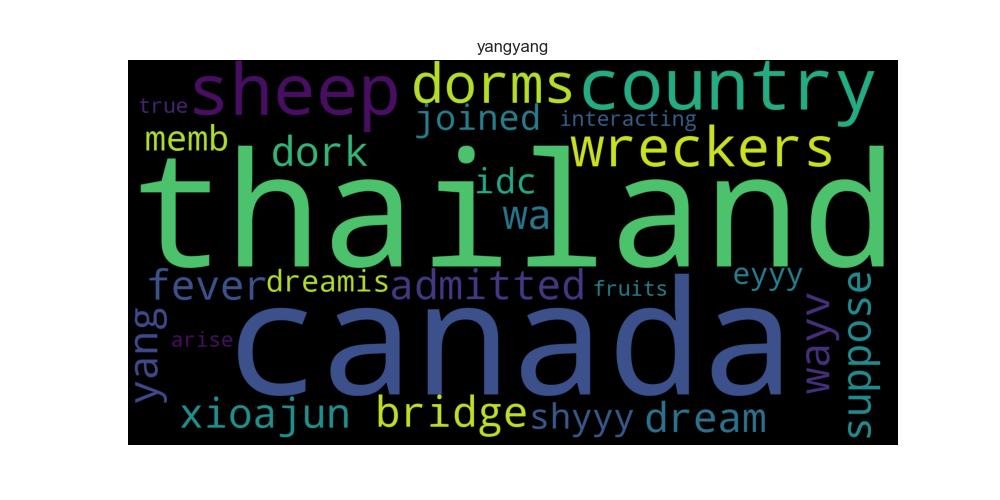 yangyang
sheep dorms country
true joined interacting
memb dork wreckers
idc
thailand
wa
fever dreamis admitted fruits eyyy
yang arise canada wayv suppose
xioajun bridge shyyy dream